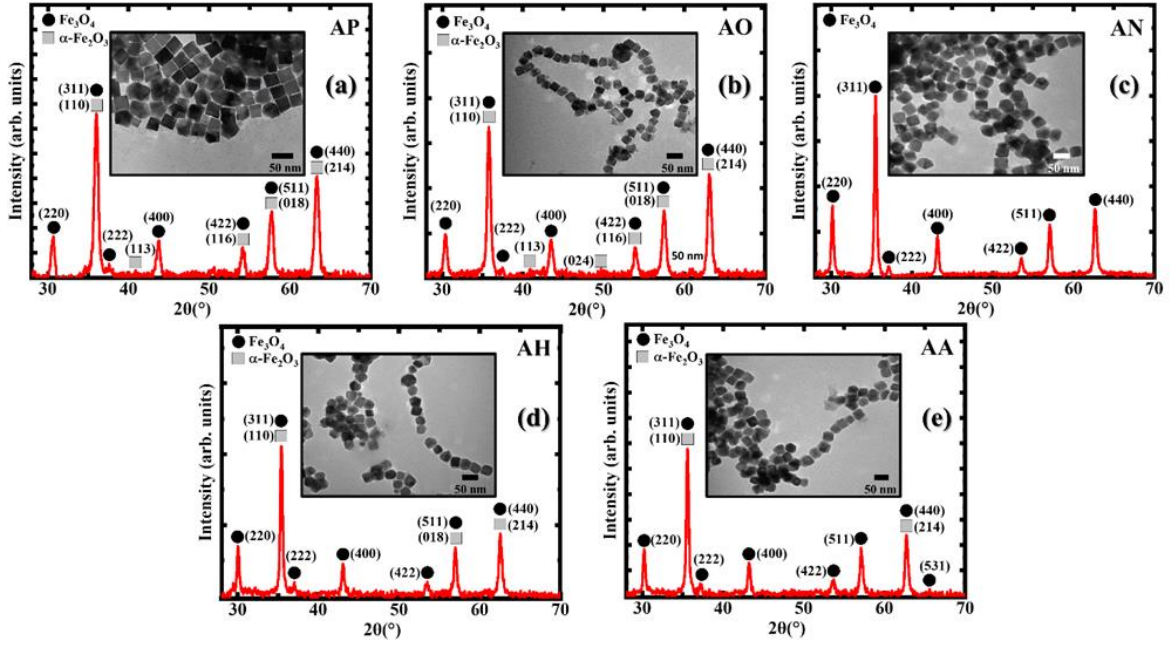 Fe₃O₄
α-Fe₂O₃
AP
(a)
(311)
(110)
(220)
(222)
(113)
(400)
(422)
(116)
(511)
(018)
(440)
(214)
50 nm
Intensity (arb. units)
30 40 50 60 70
2Θ(°)
Fe₃O₄
α-Fe₂O₃
AO
(b)
(311)
(110)
(220)
(222)
(113)
(400)
(024)
(422)
(116)
(511)
(018)
(440)
(214)
50 nm
50 nm
Intensity (arb. units)
30 40 50 60 70
2Θ(°)
Fe₃O₄
AN
(c)
(311)
(220)
(222)
(400)
(422)
(511)
(440)
50 nm
Intensity (arb. units)
30 40 50 60 70
2θ(°)
Fe₃O₄
α-Fe₂O₃
AH
(d)
(311)
(110)
(220)
(222)
(400)
(422)
(511)
(018)
(440)
(214)
50 nm
Intensity (arb. units)
30 40 50 60 70
2Θ(°)
Fe₃O₄
α-Fe₂O₃
AA
(e)
(311)
(110)
(220)
(222)
(400)
(422)
(511)
(440)
(214)
(531)
50 nm
Intensity (arb. units)
30 40 50 60 70
2θ(°)